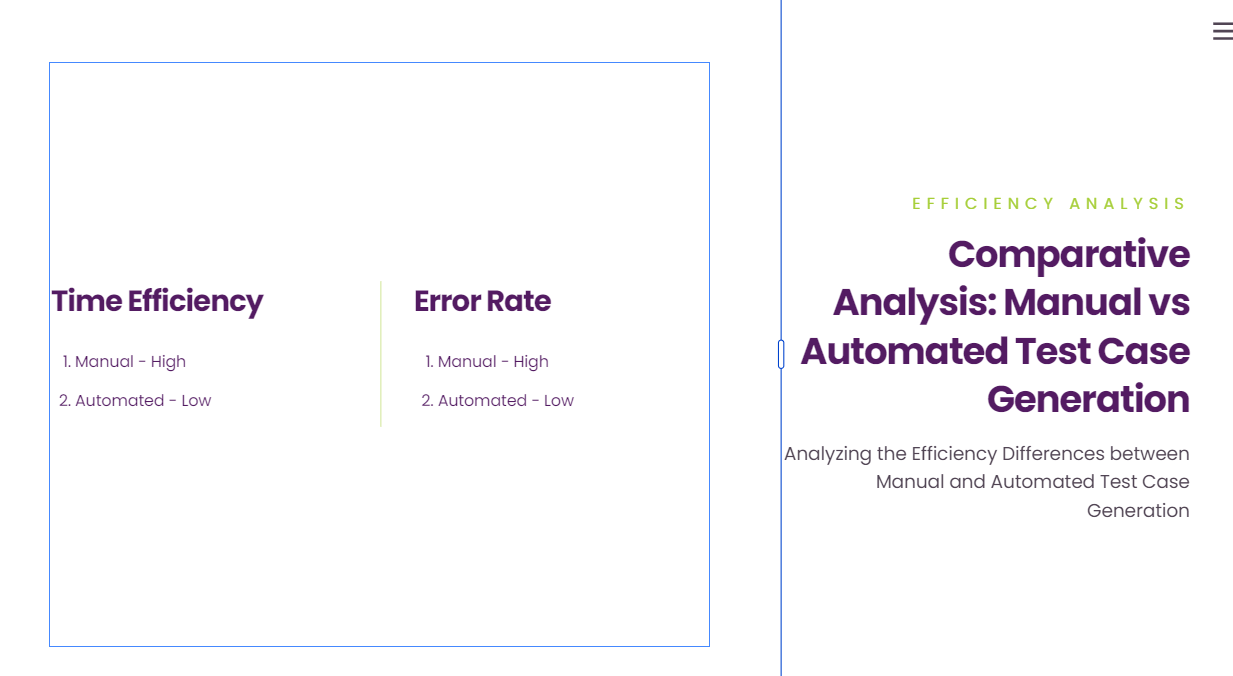 Time Efficiency
1. Manual - High
2. Automated - Low
Error Rate
1. Manual - High
2. Automated - Low
EFFICIENCY ANALYSIS
Comparative
Analysis: Manual vs
Automated Test Case
Generation
Analyzing the Efficiency Differences between
Manual and Automated Test Case
Generation